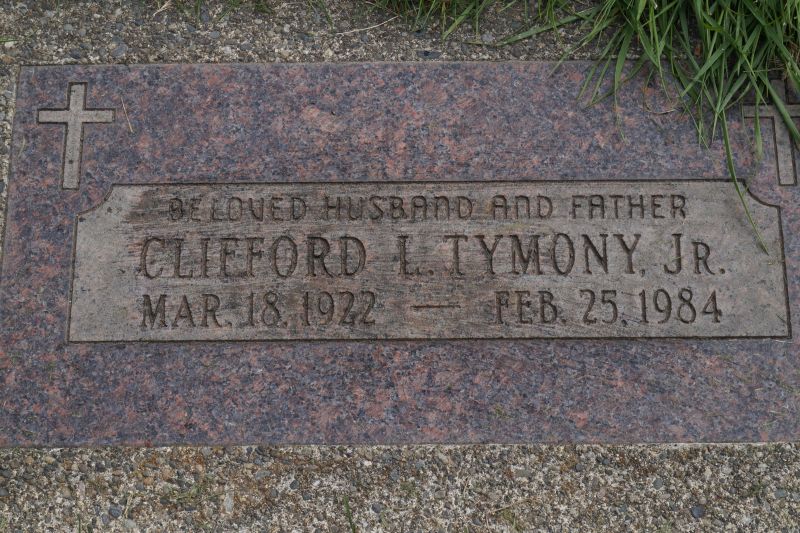 BELOVED HUSBAND AND FATHER
CLIFFORD L. TYMONY, JR.
MAR. 18, 1922 — FEB. 25, 1984